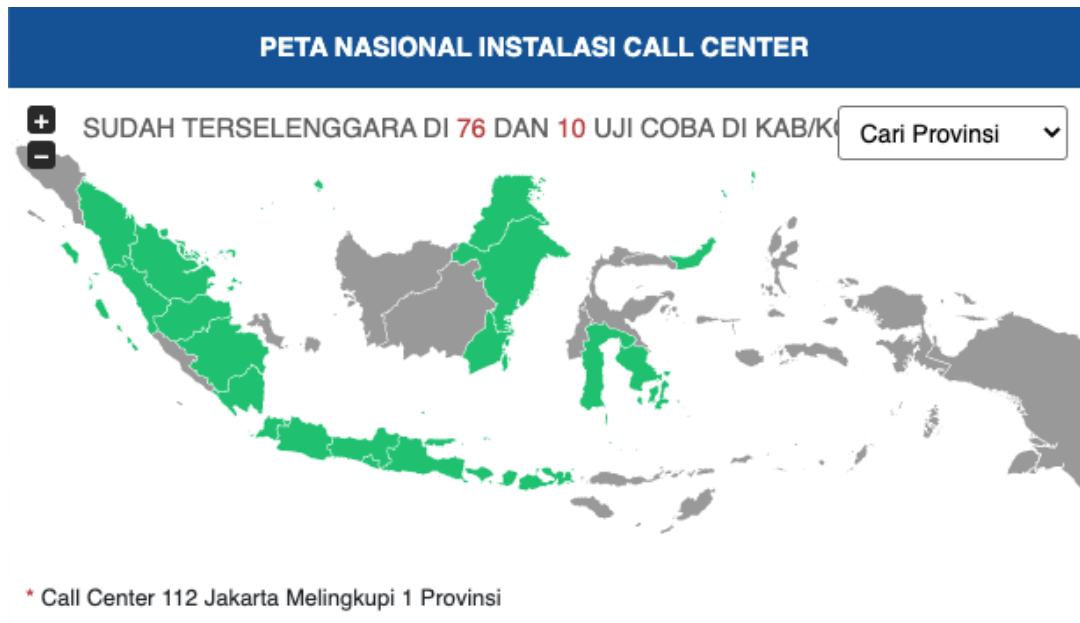 PETA NASIONAL INSTALASI CALL CENTER
+
SUDAH TERSELENGGARA DI 76 DAN 10 UJI COBA DI
Cari Provinsi
−
* Call Center 112 Jakarta Melingkupi 1 Provinsi